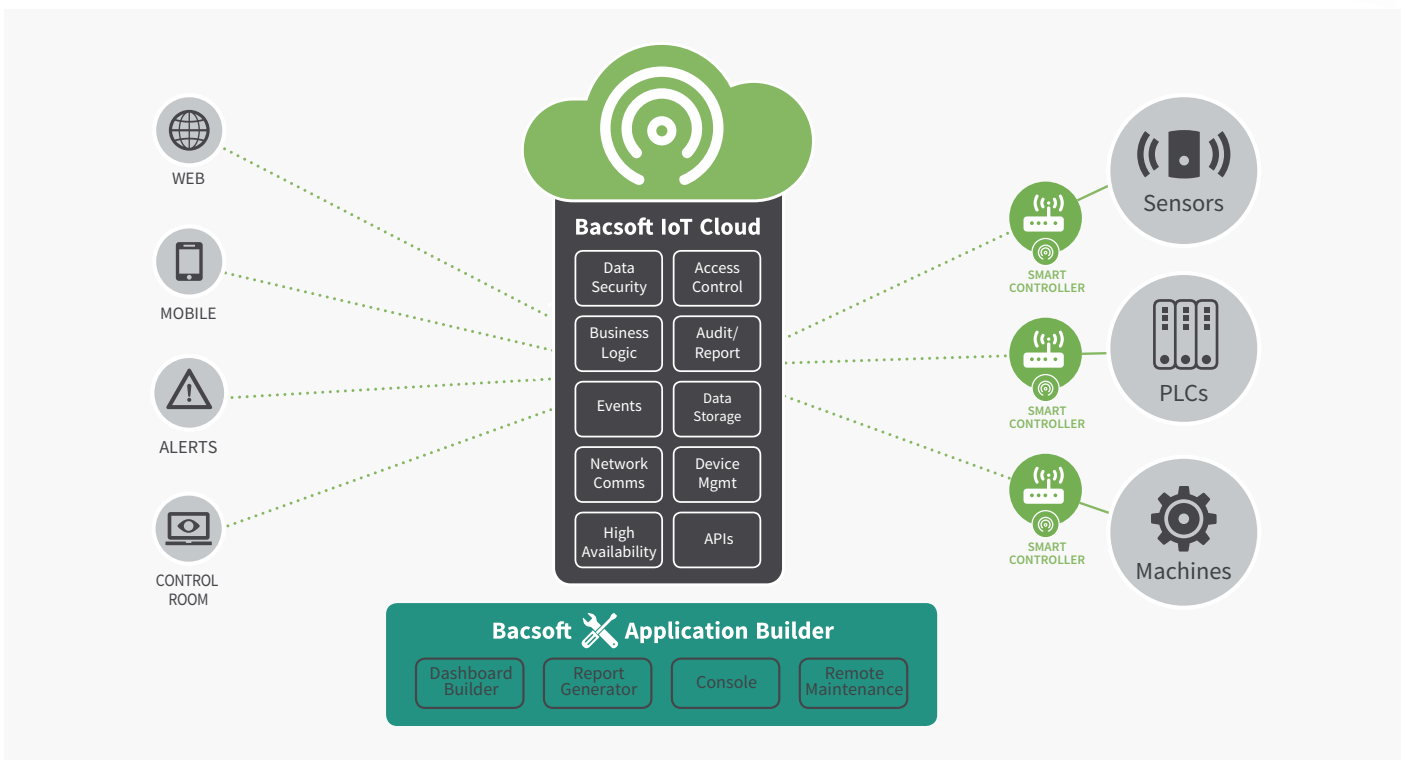 WEB
MOBILE
ALERTS
CONTROL
ROOM
Bacsoft IoT Cloud
Data
Security
Access
Control
Business
Logic
Audit/
Report
Events
Data
Storage
Network
Comms
Device
Mgmt
High
Availability
APIs
SMART
CONTROLLER
Sensors
SMART
CONTROLLER
PLCs
SMART
CONTROLLER
Machines
Bacsoft Application Builder
Dashboard
Builder
Report
Generator
Console
Remote
Maintenance